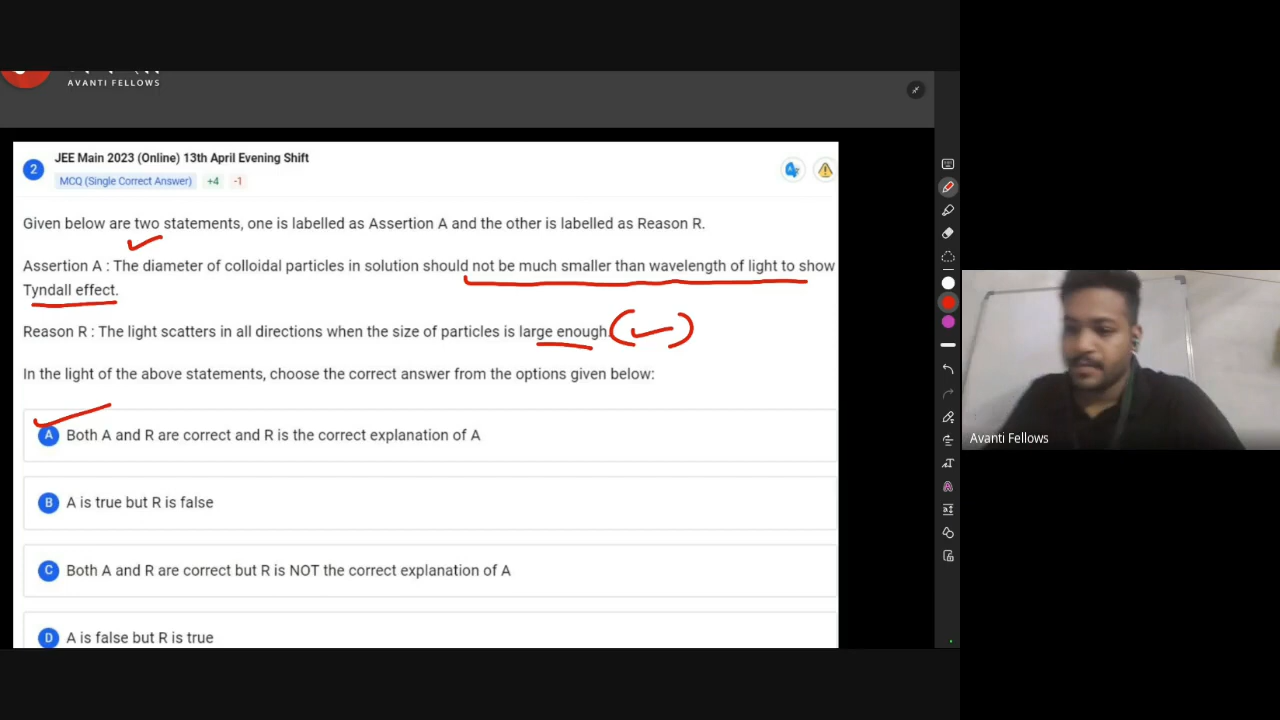 AVANTI FELLOWS
2
JEE Main 2023 (Online) 13th April Evening Shift
MCQ (Single Correct Answer) +4 -1
Given below are two statements, one is labelled as Assertion A and the other is labelled as Reason R.
Assertion A : The diameter of colloidal particles in solution should not be much smaller than wavelength of light to show
Tyndall effect.
Reason R : The light scatters in all directions when the size of particles is large enough.
In the light of the above statements, choose the correct answer from the options given below:
A Both A and R are correct and R is the correct explanation of A
B A is true but R is false
C Both A and R are correct but R is NOT the correct explanation of A
D A is false but R is true
Avanti Fellows